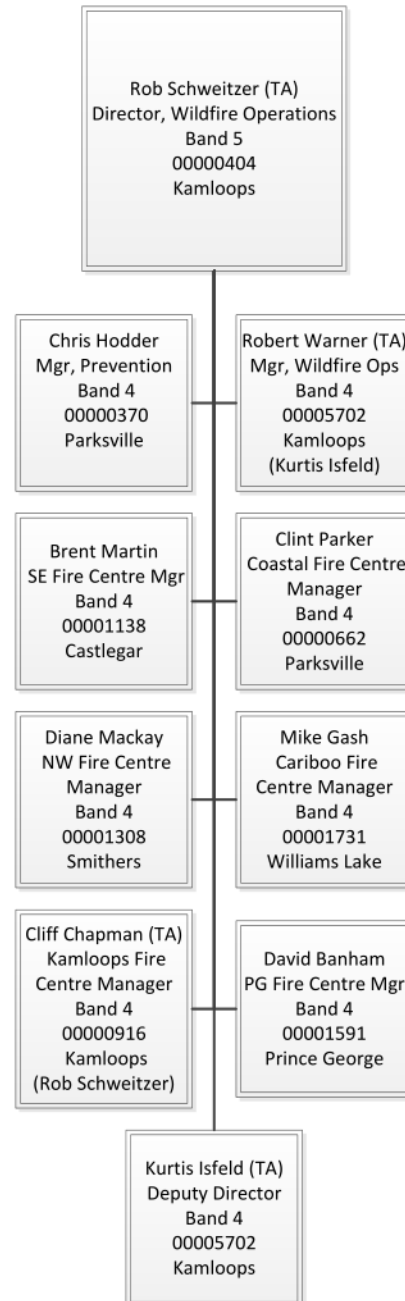 Rob Schweitzer (TA)
Director, Wildfire Operations
Band 5
00000404
Kamloops
Chris Hodder
Mgr, Prevention
Band 4
00000370
Parksville
Robert Warner (TA)
Mgr, Wildfire Ops
Band 4
00005702
Kamloops
(Kurtis Isfeld)
Brent Martin
SE Fire Centre Mgr
Band 4
00001138
Castlegar
Clint Parker
Coastal Fire Centre
Manager
Band 4
00000662
Parksville
Diane Mackay
NW Fire Centre
Manager
Band 4
00001308
Smithers
Mike Gash
Cariboo Fire
Centre Manager
Band 4
00001731
Williams Lake
Cliff Chapman (TA)
Kamloops Fire
Centre Manager
Band 4
00000916
Kamloops
(Rob Schweitzer)
David Banham
PG Fire Centre Mgr
Band 4
00001591
Prince George
Kurtis Isfeld (TA)
Deputy Director
Band 4
00005702
Kamloops